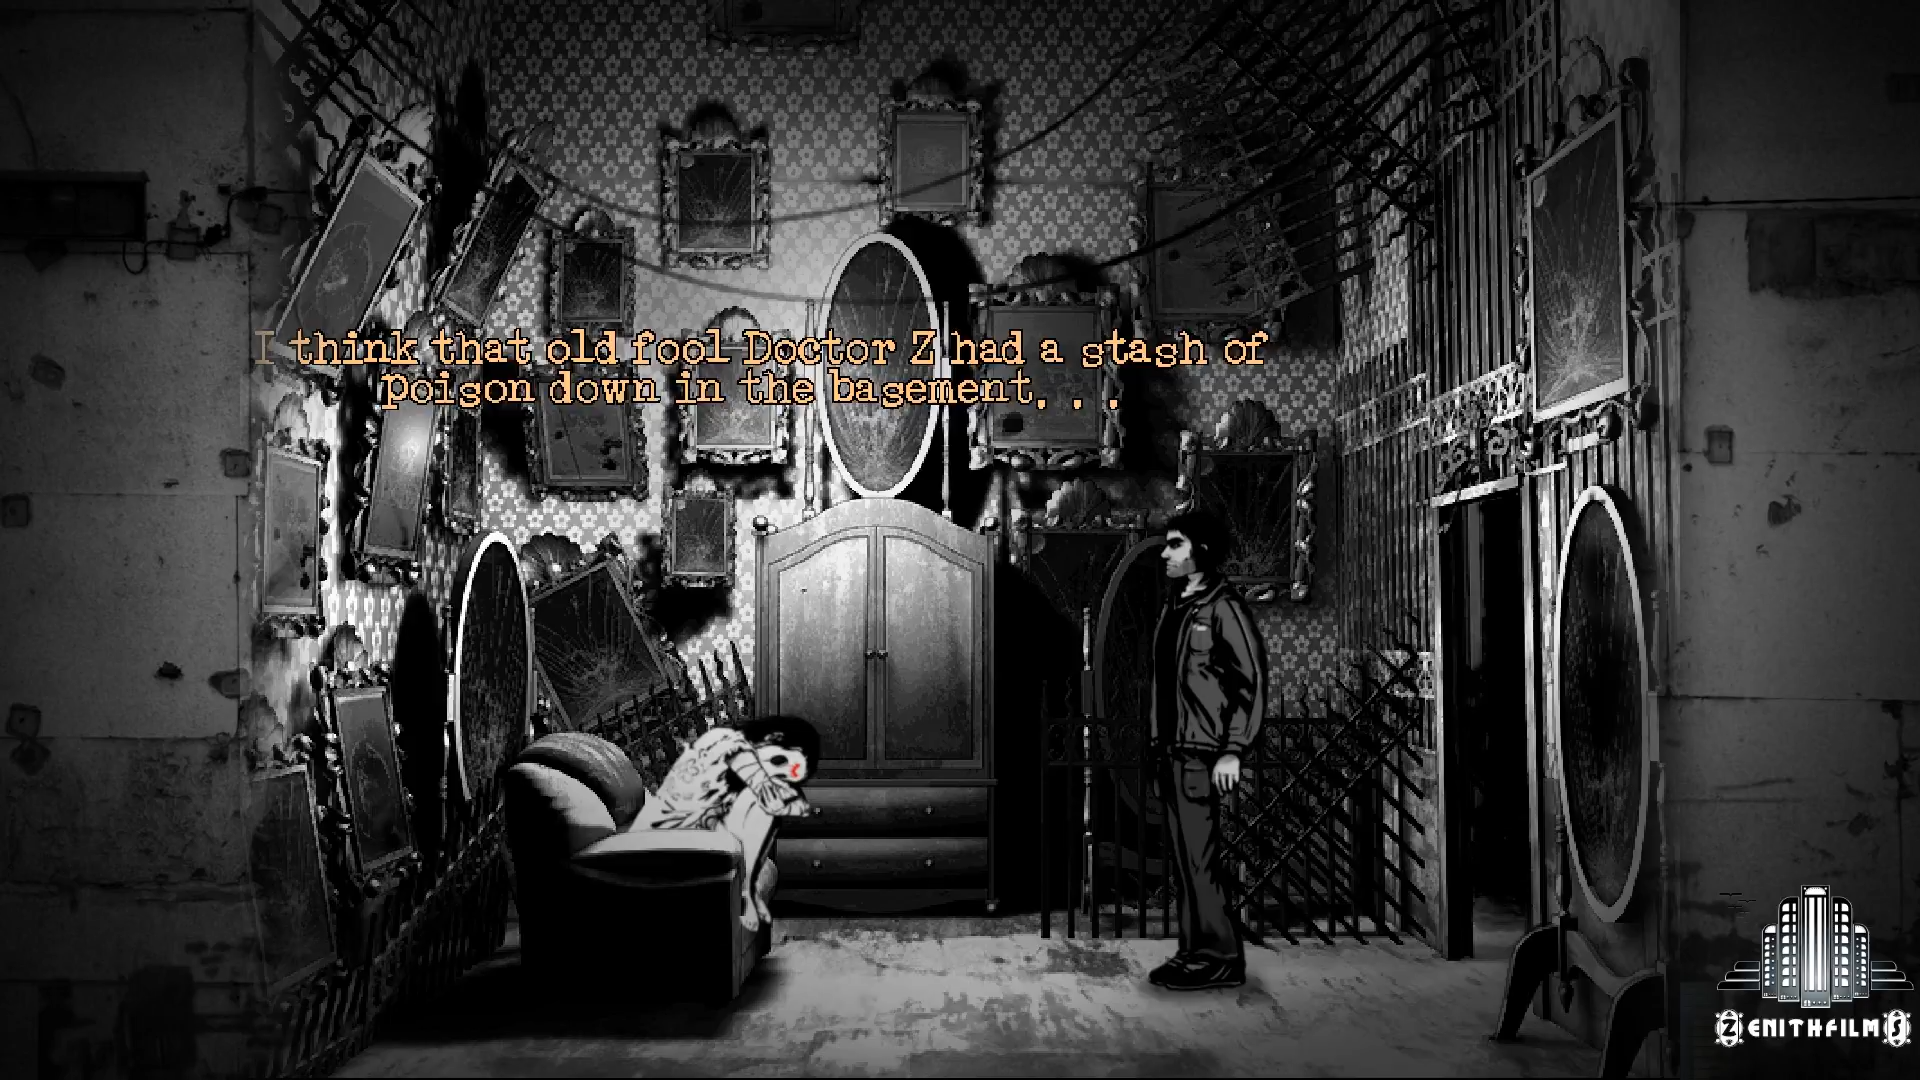 I think that old fool Doctor Z had a stash of
poison down in the basement. . .
ZENITHFILMS